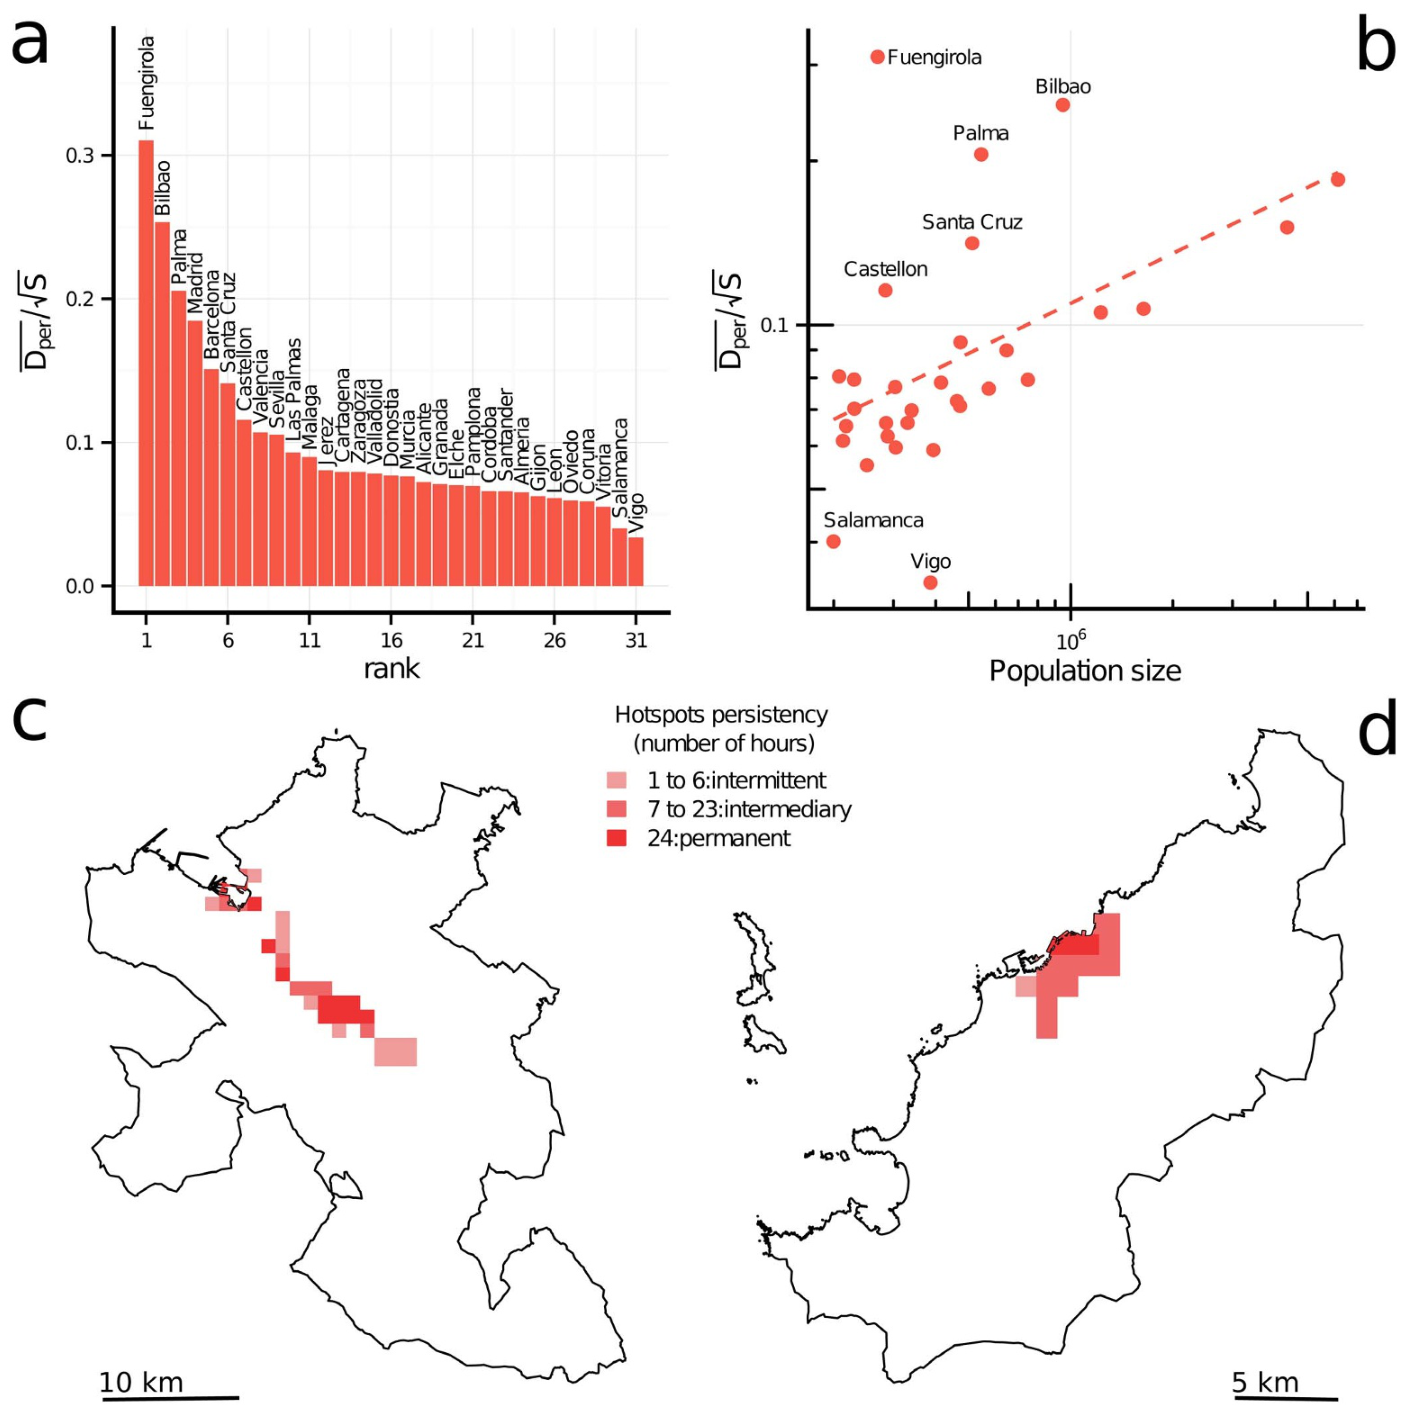 a
0.3
0.2
0.1
0.0
D̅per/√S
Fuengirola
Bilbao
Palma
Madrid
Barcelona
Santa Cruz
Castellon
Valencia
Sevilla
Las Palmas
Malaga
Jerez
Cartagena
Zaragoza
Valladolid
Donostia
Murcia
Alicante
Granada
Elche
Pamplona
Cordoba
Santander
Almeria
Gijon
Leon
Oviedo
Coruna
Vitoria
Salamanca
Vigo
1 6 11 16 21 26 31
rank
b
Fuengirola
Bilbao
Palma
Santa Cruz
Castellon
0.1
D̅per/√S
Salamanca
Vigo
10⁶
Population size
c
Hotspots persistency
(number of hours)
1 to 6:intermittent
7 to 23:intermediary
24:permanent
10 km
d
5 km